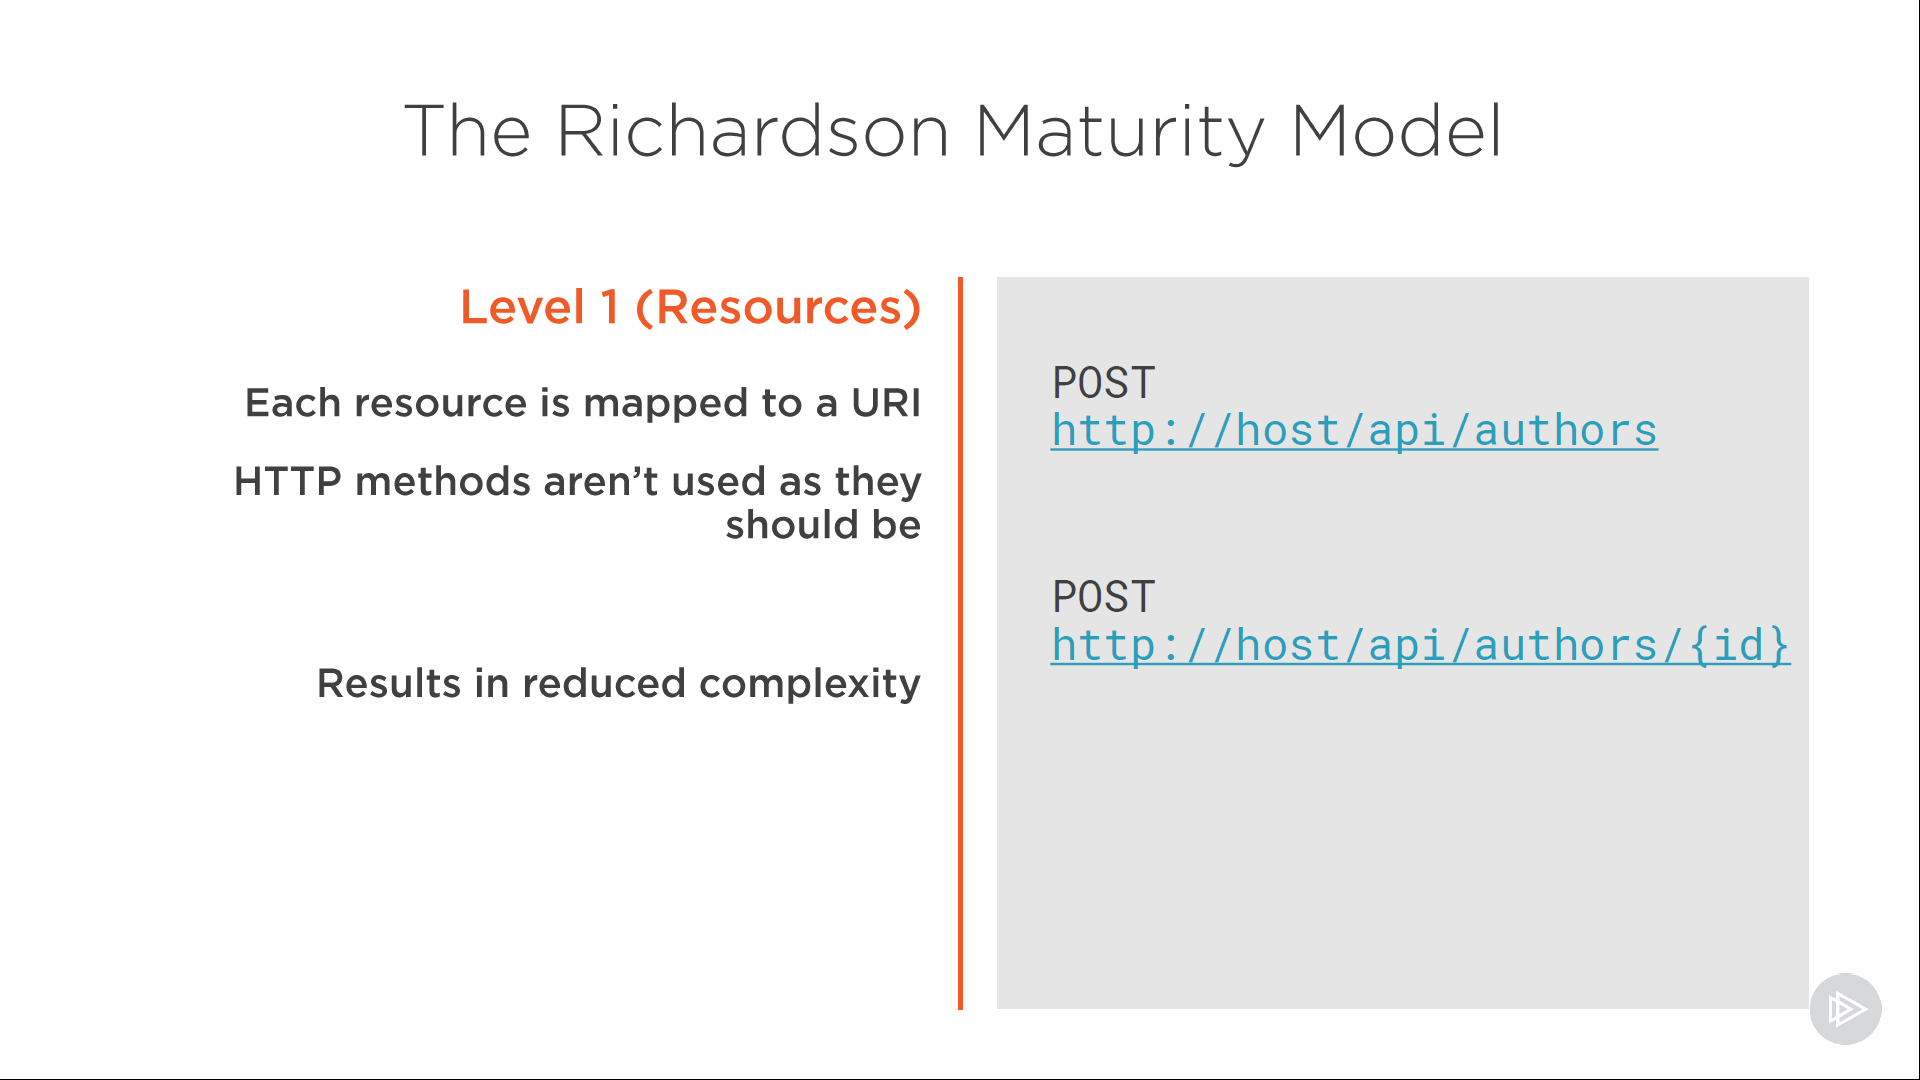 The Richardson Maturity Model
Level 1 (Resources)
Each resource is mapped to a URI
HTTP methods aren’t used as they
should be
Results in reduced complexity
POST
http://host/api/authors
POST
http://host/api/authors/{id}